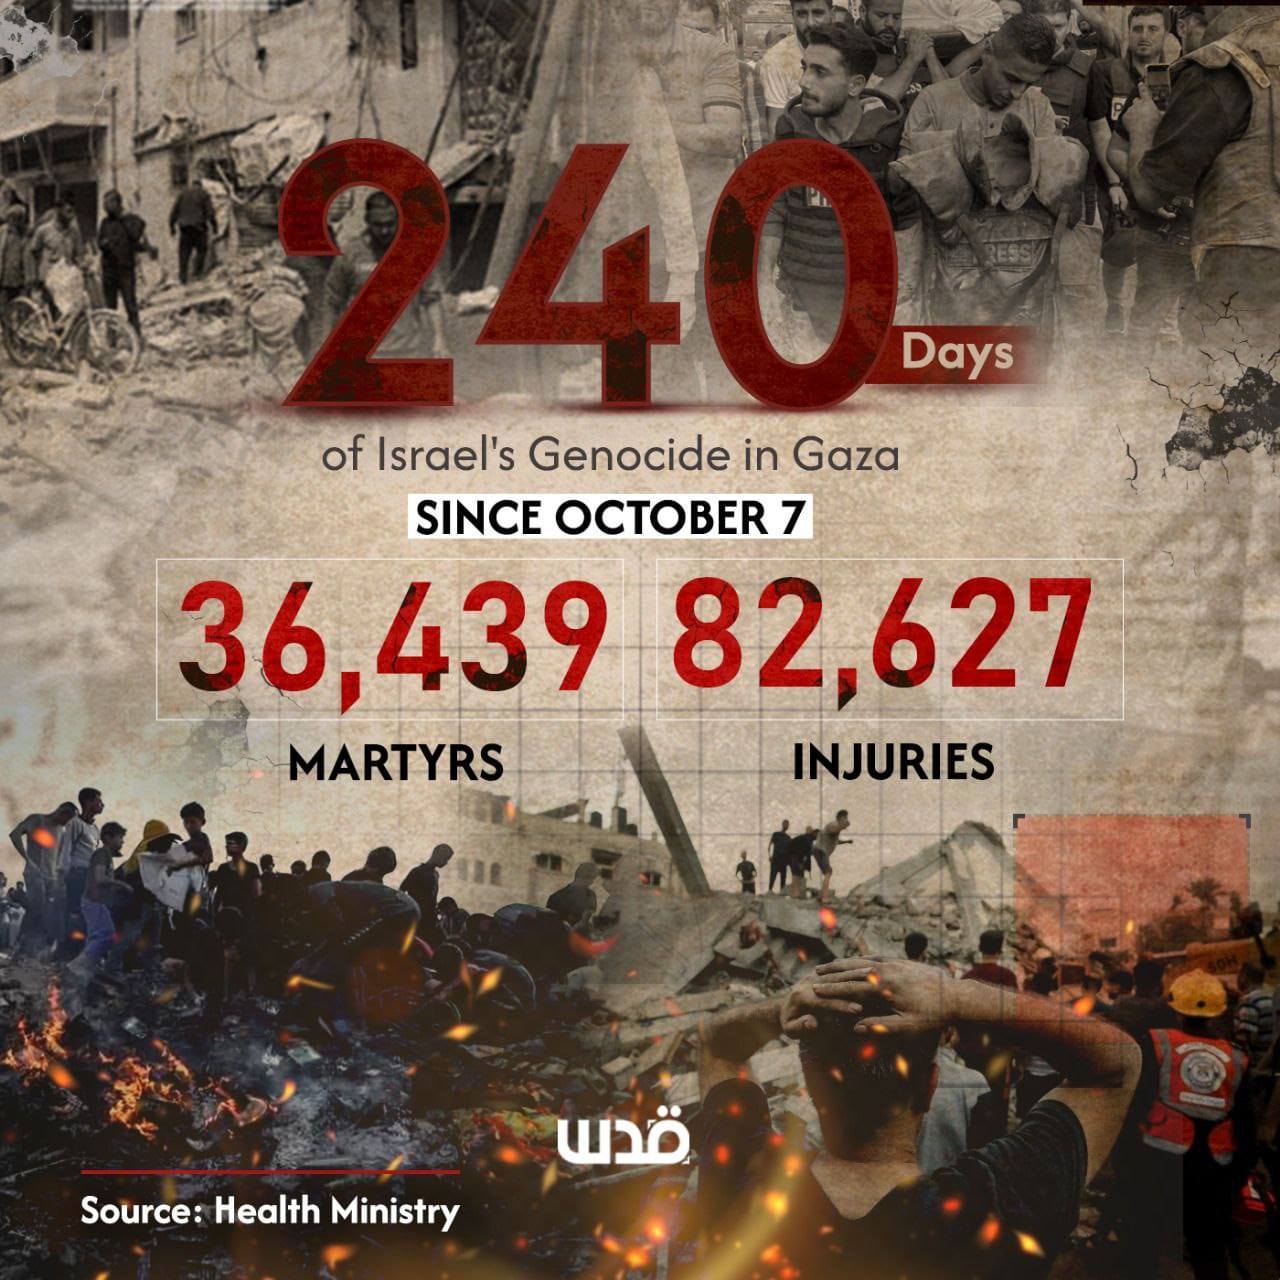 240
Days
of Israel's Genocide in Gaza
SINCE OCTOBER 7
36,439 82,627
MARTYRS INJURIES
PRESS
قدس
Source: Health Ministry